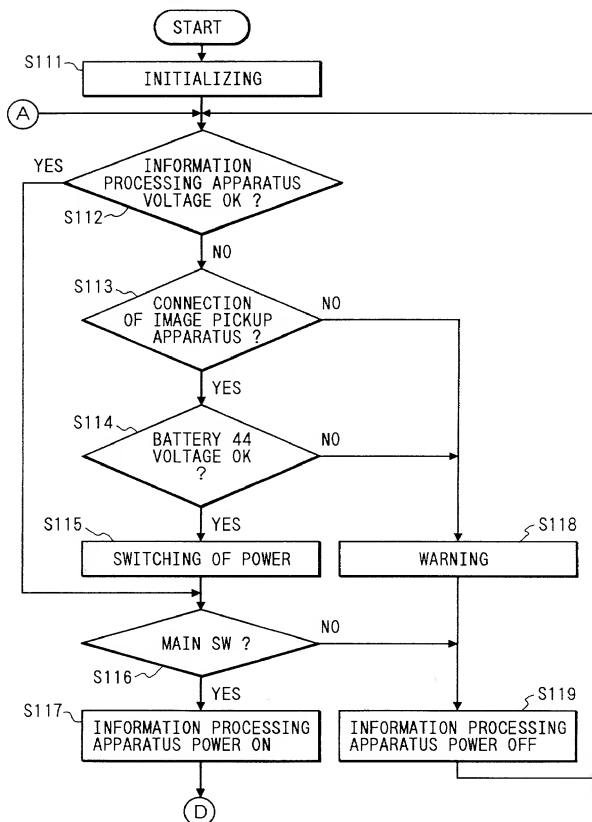 START
S111
INITIALIZING
A
YES
INFORMATION
PROCESSING APPARATUS
VOLTAGE OK ?
S112
NO
S113
CONNECTION
OF IMAGE PICKUP
APPARATUS ?
NO
YES
S114
BATTERY 44
VOLTAGE OK
?
NO
S115
YES
S118
SWITCHING OF POWER
WARNING
MAIN SW ?
NO
S116
YES
S117
S119
INFORMATION PROCESSING
APPARATUS POWER ON
INFORMATION PROCESSING
APPARATUS POWER OFF
D